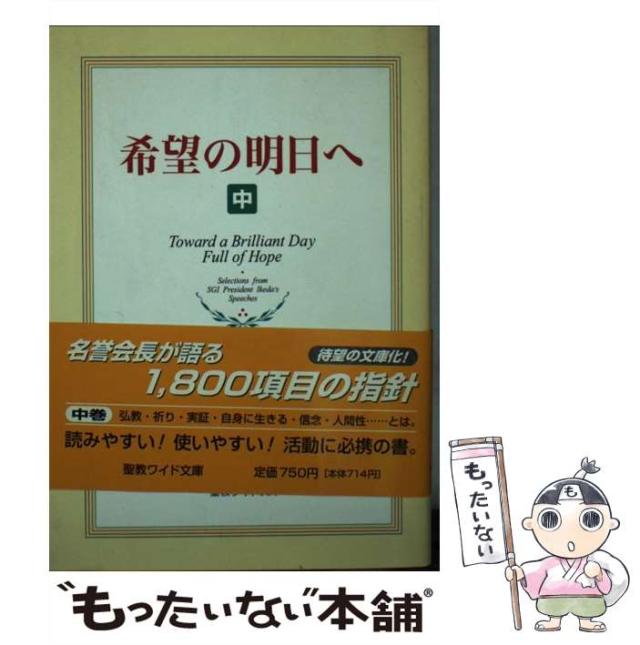 希望の明日へ
中
Toward a Brilliant Day
Full of Hope
Selections from
SGI President Ikeda's
Speeches
名誉会長が語る
待望の文庫化!
1,800項目の指針
中巻 弘教・祈り・実証・自身に生きる・信念・人間性……とは。
読みやすい! 使いやすい! 活動に必携の書。
聖教ワイド文庫 定価750円[本体714円]
"もったいない"本舗®
も
もったいない